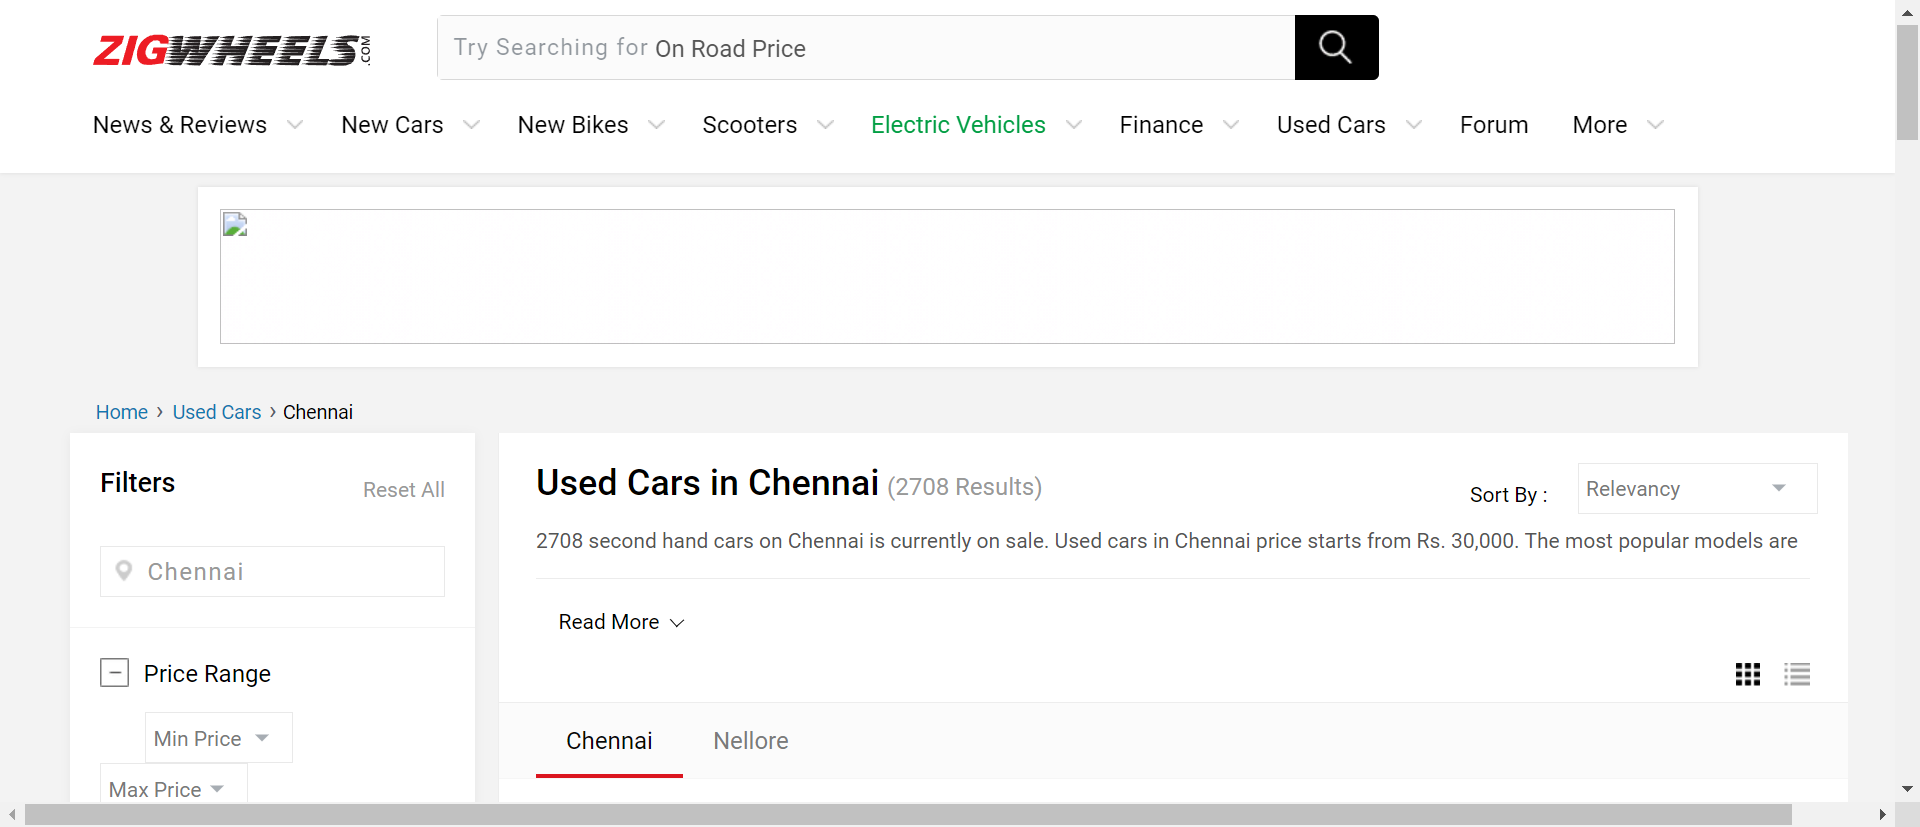 ZIGWHEELS.COM
Try Searching for On Road Price
News & Reviews New Cars New Bikes Scooters Electric Vehicles Finance Used Cars Forum More
Home › Used Cars › Chennai
Filters
Reset All
Chennai
Price Range
Min Price
Max Price
Used Cars in Chennai (2708 Results)
Sort By :
Relevancy
2708 second hand cars on Chennai is currently on sale. Used cars in Chennai price starts from Rs. 30,000. The most popular models are
Read More
Chennai Nellore